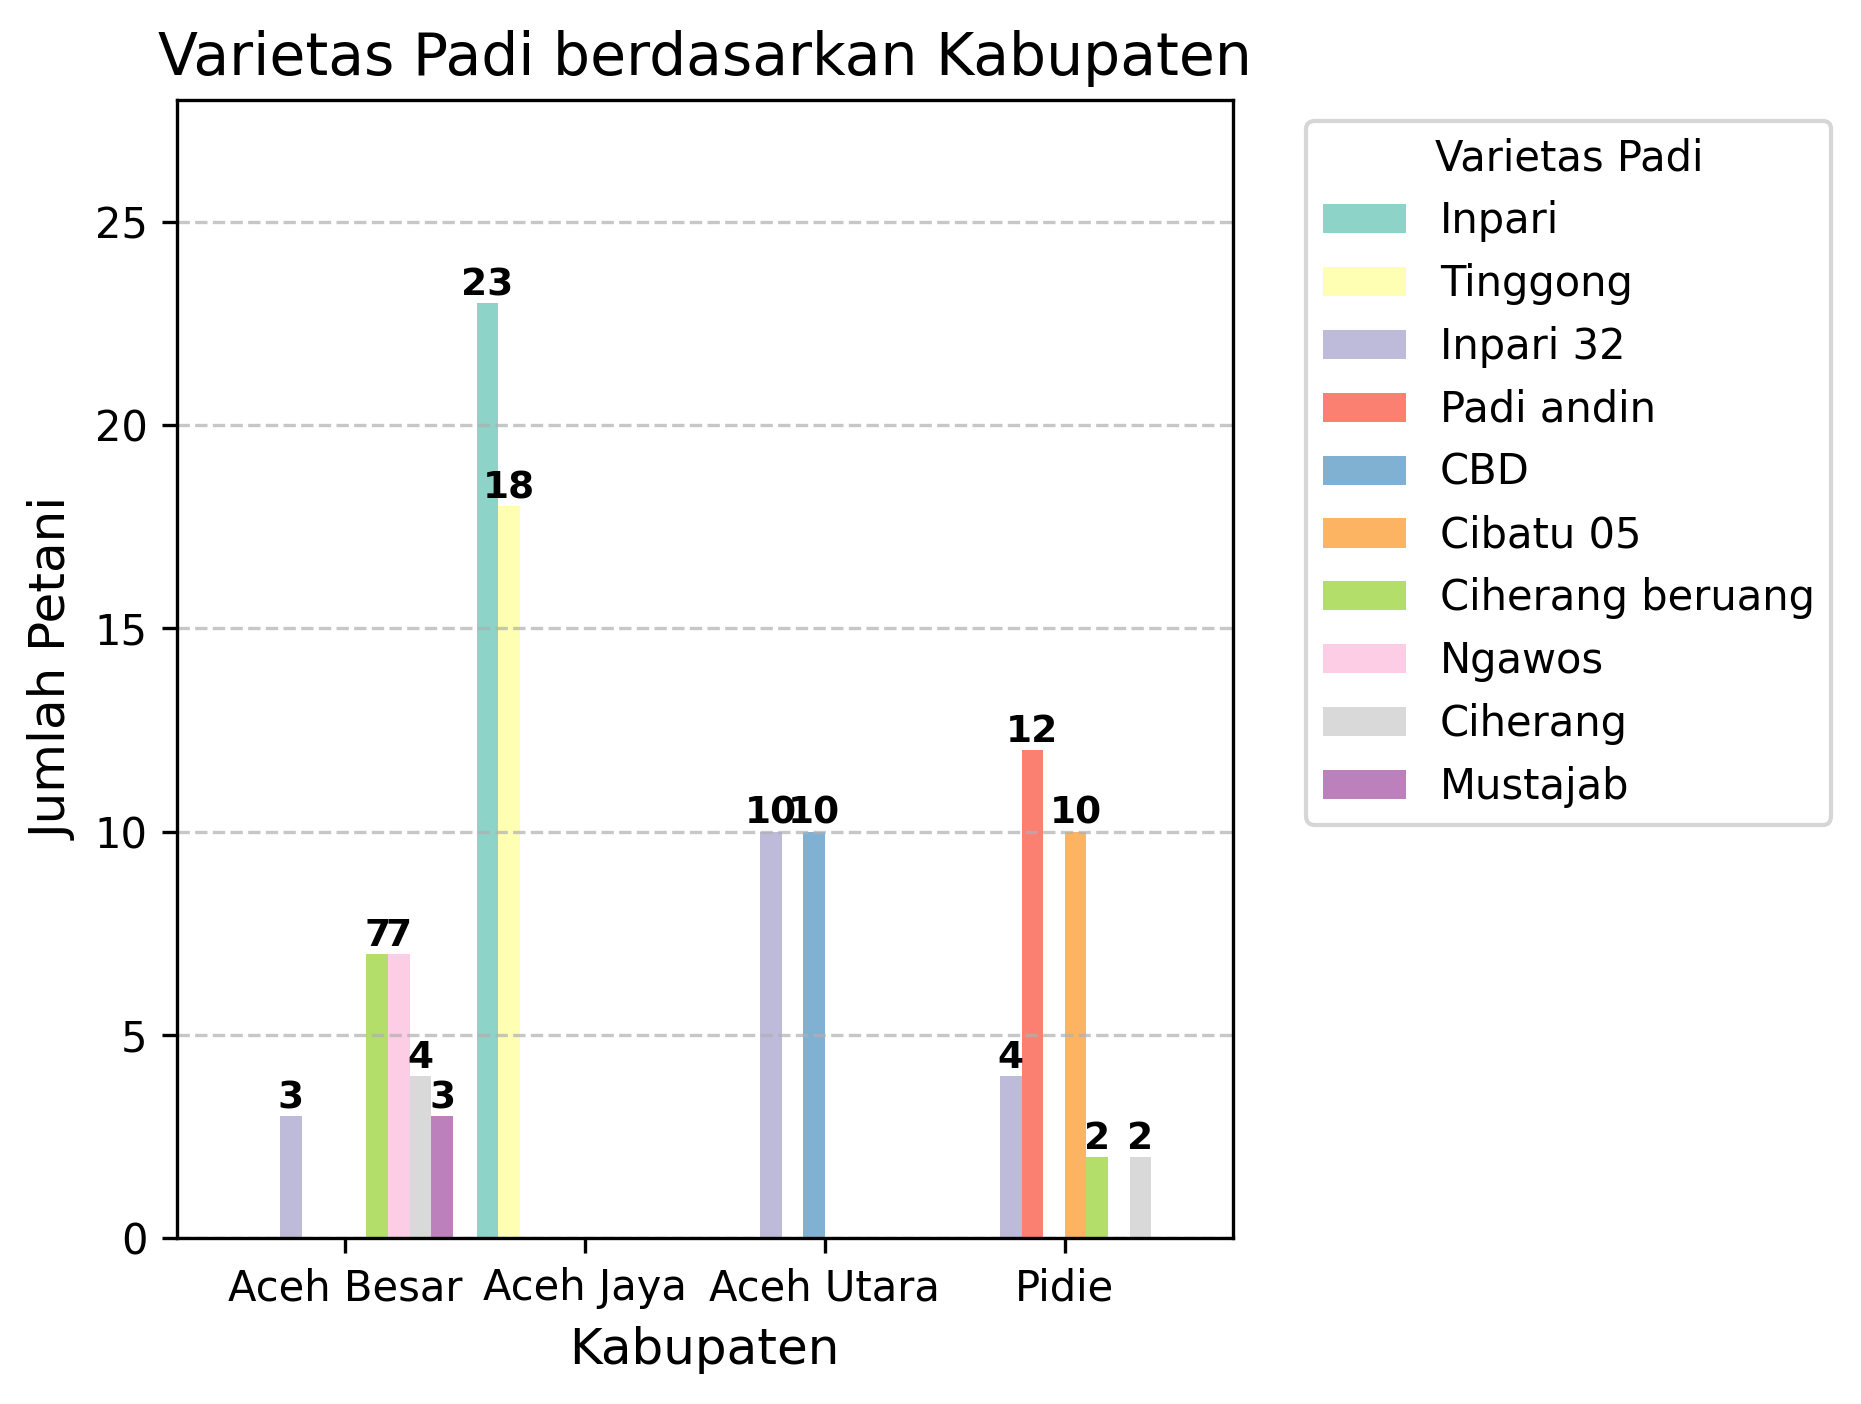 Varietas Padi berdasarkan Kabupaten
Jumlah Petani
25
20
15
10
5
0
3
7
7
4
3
23
18
10
10
4
12
10
2
2
Aceh Besar
Aceh Jaya
Aceh Utara
Pidie
Kabupaten
Varietas Padi
Inpari
Tinggong
Inpari 32
Padi andin
CBD
Cibatu 05
Ciherang beruang
Ngawos
Ciherang
Mustajab